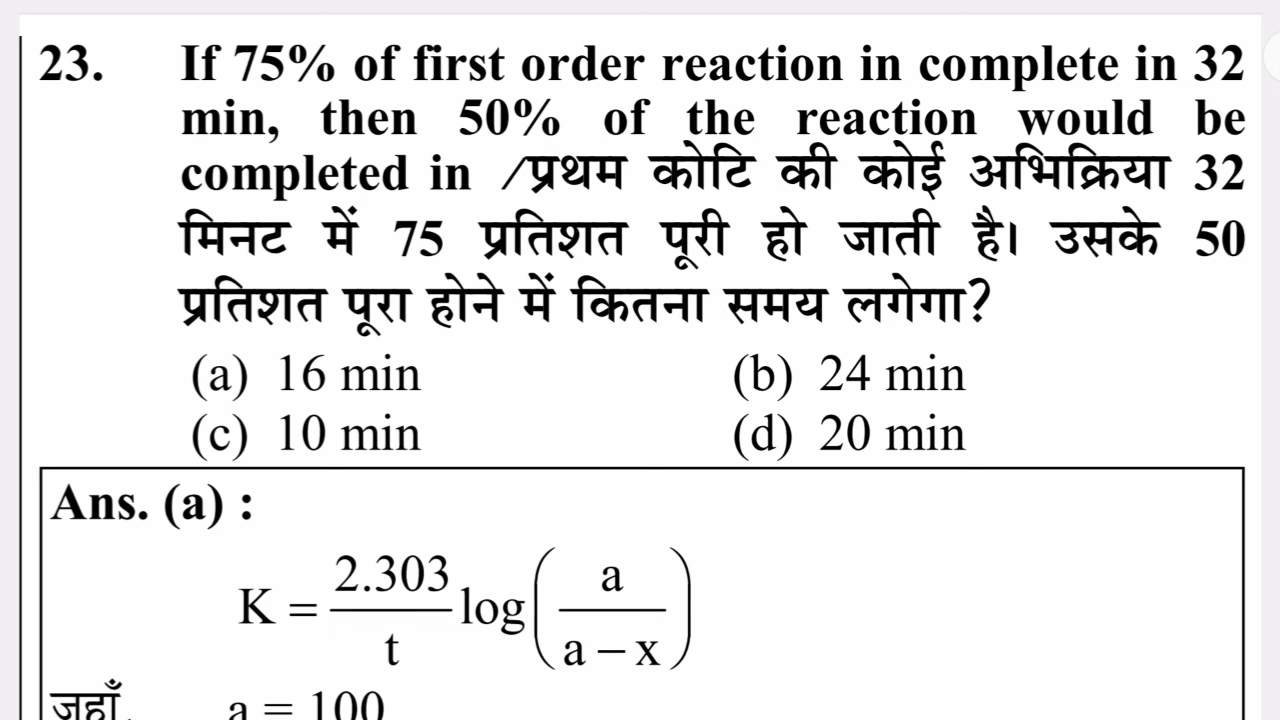 23. If 75% of first order reaction in complete in 32
min, then 50% of the reaction would be
completed in /प्रथम कोटि की कोई अभिक्रिया 32
मिनट में 75 प्रतिशत पूरी हो जाती है। उसके 50
प्रतिशत पूरा होने में कितना समय लगेगा?
(a) 16 min (b) 24 min
(c) 10 min (d) 20 min
Ans. (a) :
K = 2.303/t log(a/(a – x))
जहाँ, a = 100